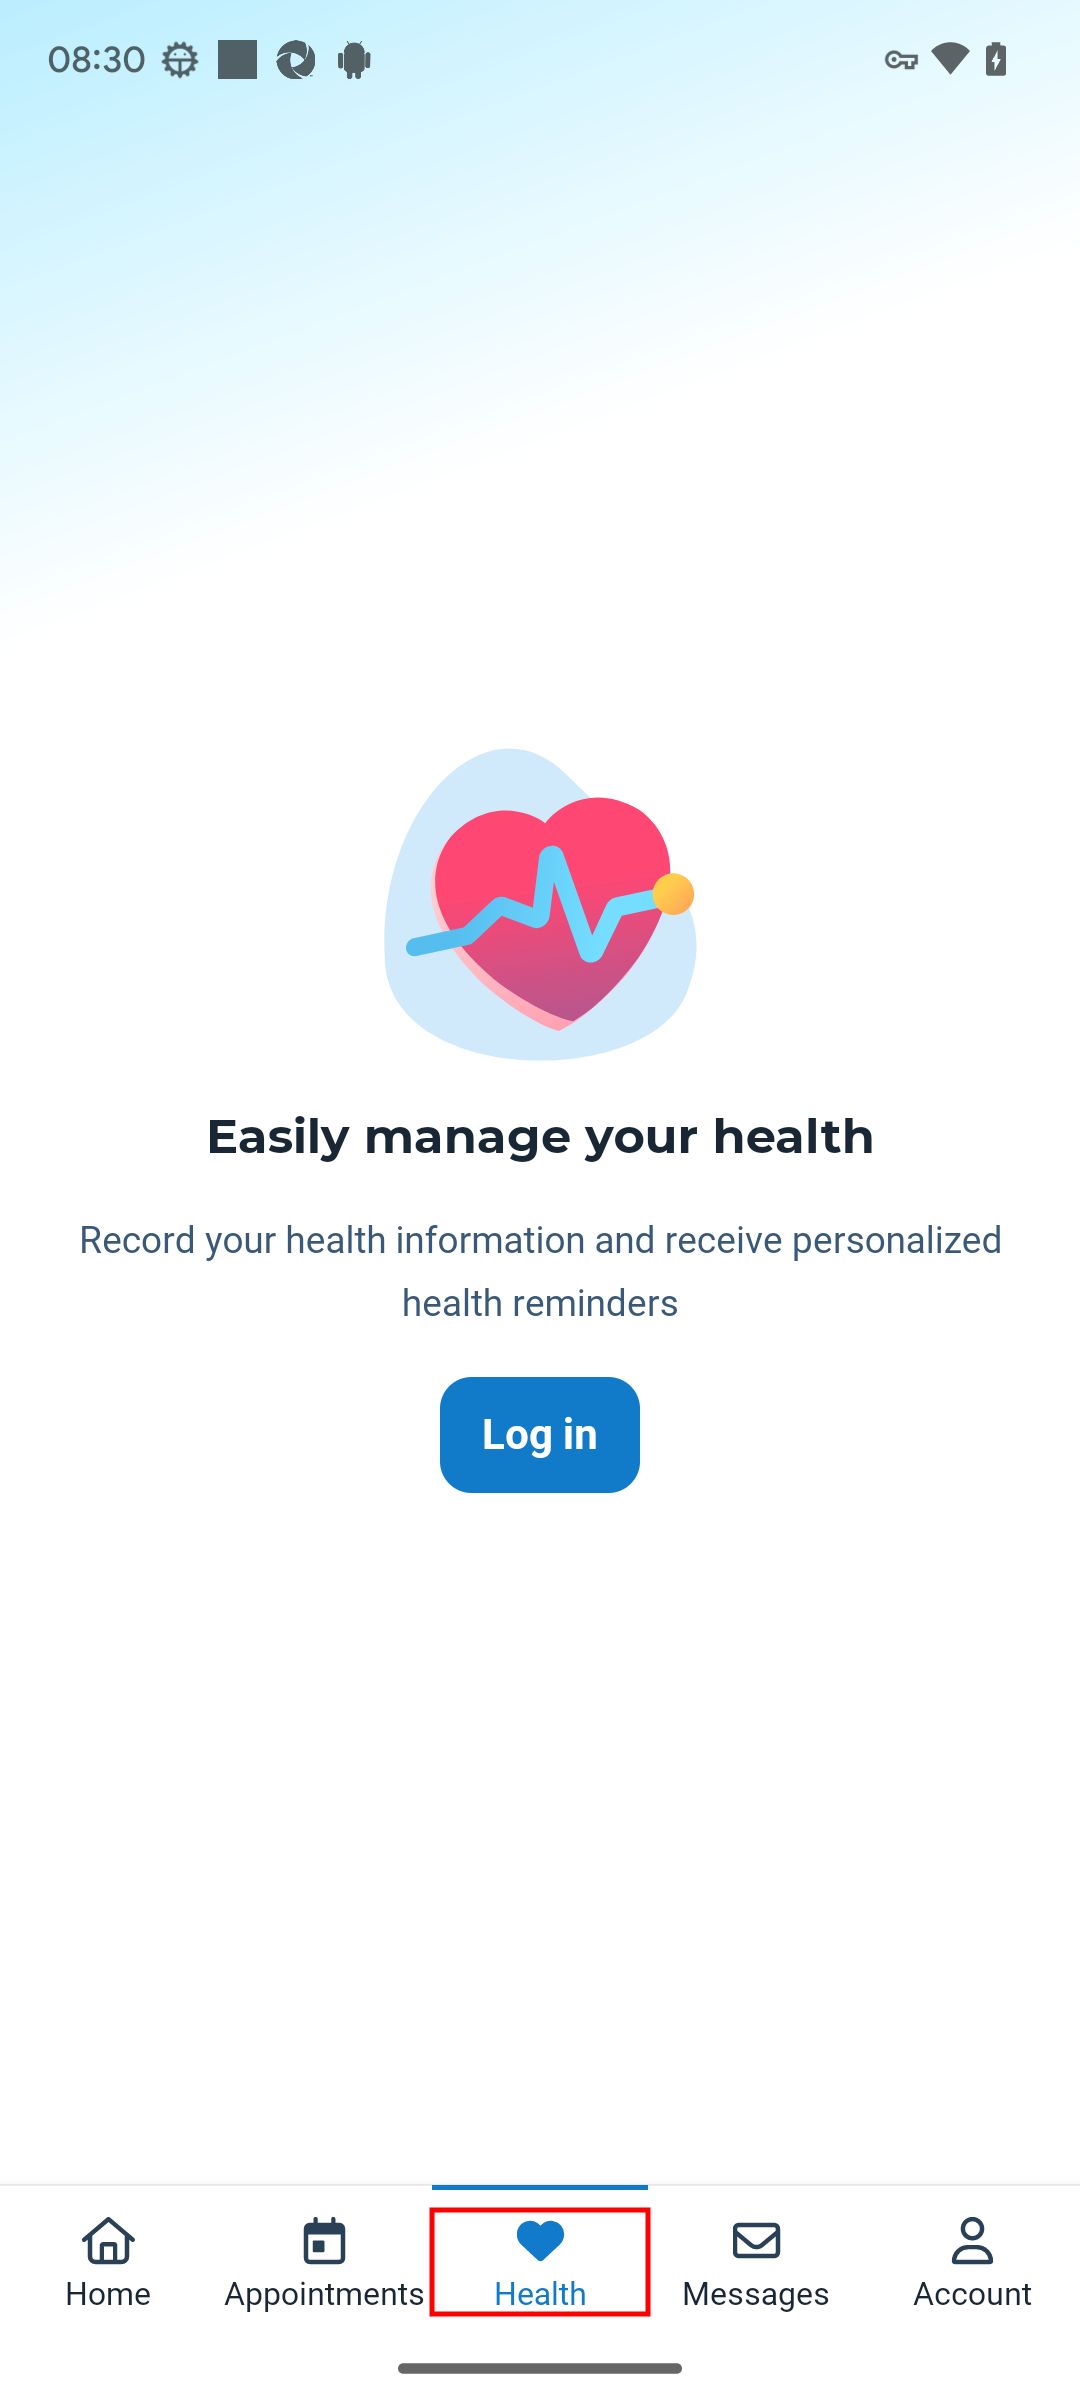 08:30
Easily manage your health
Record your health information and receive personalized
health reminders
Log in
Home
Appointments
Health
Messages
Account